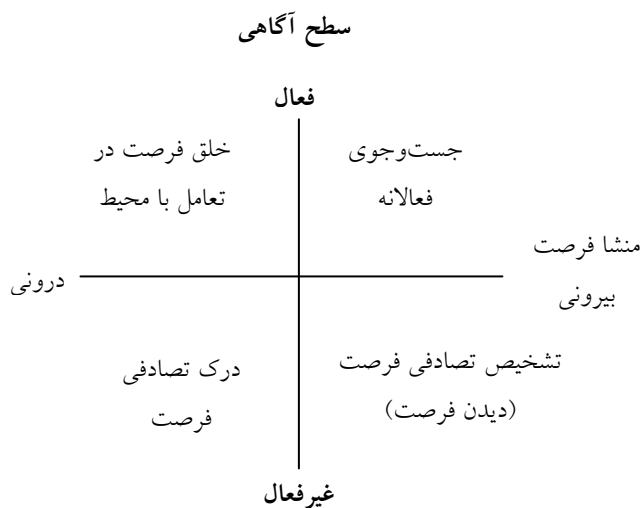 سطح آگاهی
فعال
جست‌وجوی
فعالانه
خلق فرصت در
تعامل با محیط
منشا فرصت
بیرونی
درونی
تشخیص تصادفی فرصت
(دیدن فرصت)
درک تصادفی
فرصت
غیرفعال